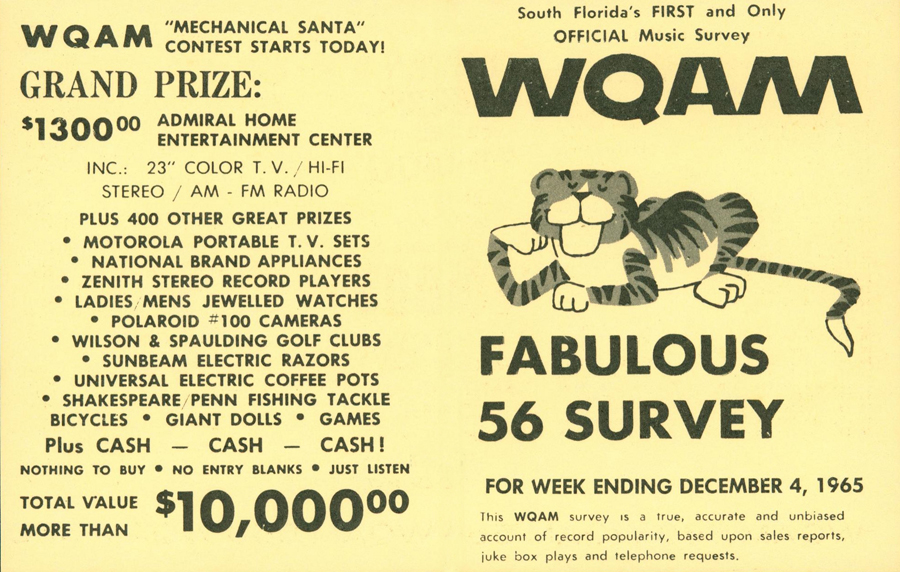 WQAM "MECHANICAL SANTA"
CONTEST STARTS TODAY!
GRAND PRIZE:
$1300.00 ADMIRAL HOME
ENTERTAINMENT CENTER
INC.: 23" COLOR T. V. / HI-FI
STEREO / AM - FM RADIO
PLUS 400 OTHER GREAT PRIZES
• MOTOROLA PORTABLE T. V. SETS
• NATIONAL BRAND APPLIANCES
• ZENITH STEREO RECORD PLAYERS
• LADIES/MENS JEWELLED WATCHES
• POLAROID #100 CAMERAS
• WILSON & SPAULDING GOLF CLUBS
• SUNBEAM ELECTRIC RAZORS
• UNIVERSAL ELECTRIC COFFEE POTS
• SHAKESPEARE/PENN FISHING TACKLE
BICYCLES • GIANT DOLLS • GAMES
Plus CASH — CASH — CASH!
NOTHING TO BUY • NO ENTRY BLANKS • JUST LISTEN
TOTAL VALUE
MORE THAN $10,000.00
South Florida's FIRST and Only
OFFICIAL Music Survey
WQAM
FABULOUS
56 SURVEY
FOR WEEK ENDING DECEMBER 4, 1965
This WQAM survey is a true, accurate and unbiased
account of record popularity, based upon sales reports,
juke box plays and telephone requests.